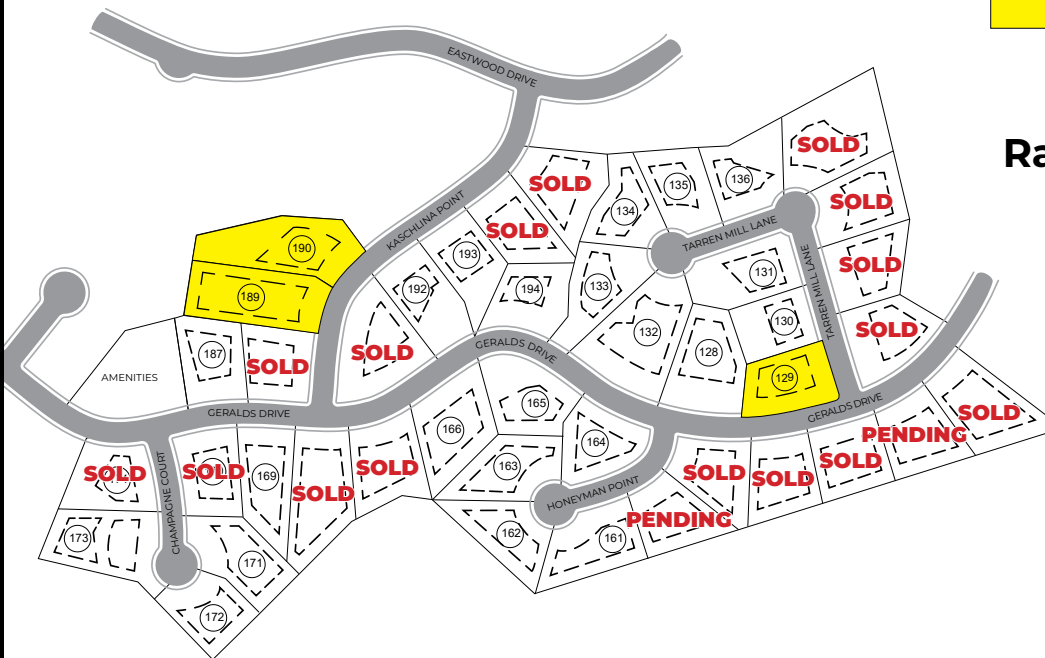 EASTWOOD DRIVE
Ra
SOLD
136
135
SOLD
134
SOLD
KASCHLINA POINT
SOLD
TARREN MILL LANE
190
193
SOLD
131
TARREN MILL LANE
192
194
133
189
130
SOLD
132
SOLD
187
SOLD
GERALDS DRIVE
128
AMENITIES
SOLD
129
GERALDS DRIVE
165
GERALDS DRIVE
SOLD
166
164
PENDING
SOLD
SOLD
169
SOLD
163
SOLD
SOLD
SOLD
SOLD
CHAMPAGNE COURT
HONEYMAN POINT
PENDING
173
162
161
171
172